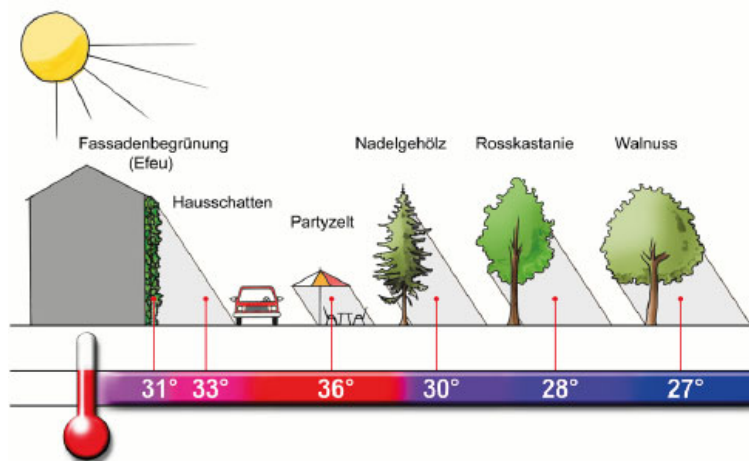 Fassadenbegrünung
(Efeu)
Hausschatten
Partyzelt
Nadelgehölz
Rosskastanie
Walnuss
31°
33°
36°
30°
28°
27°